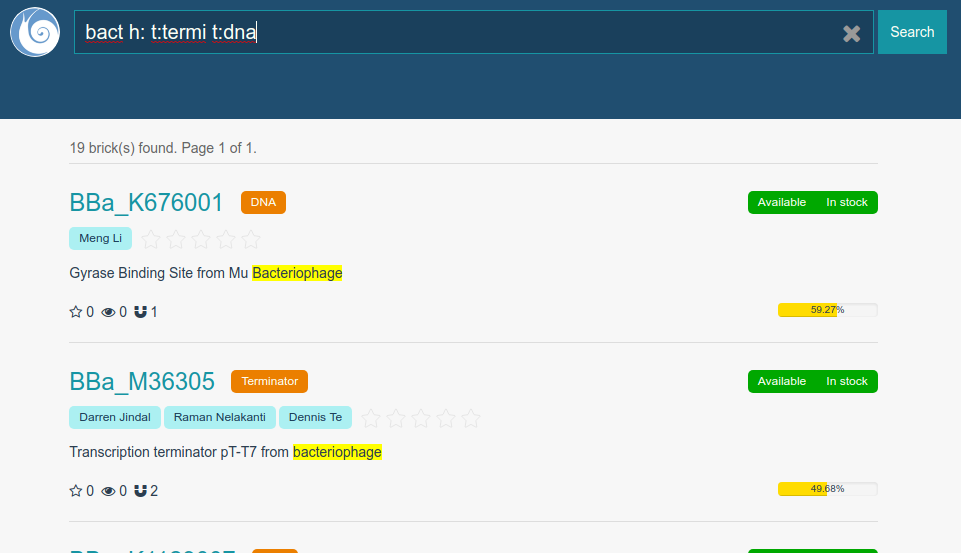 bact h: t:termi t:dna
Search
19 brick(s) found. Page 1 of 1.
BBa_K676001 DNA Available In stock
Meng Li
Gyrase Binding Site from Mu Bacteriophage
0 0 1 59.27%
BBa_M36305 Terminator Available In stock
Darren Jindal Raman Nelakanti Dennis Te
Transcription terminator pT-T7 from bacteriophage
0 0 2 49.68%